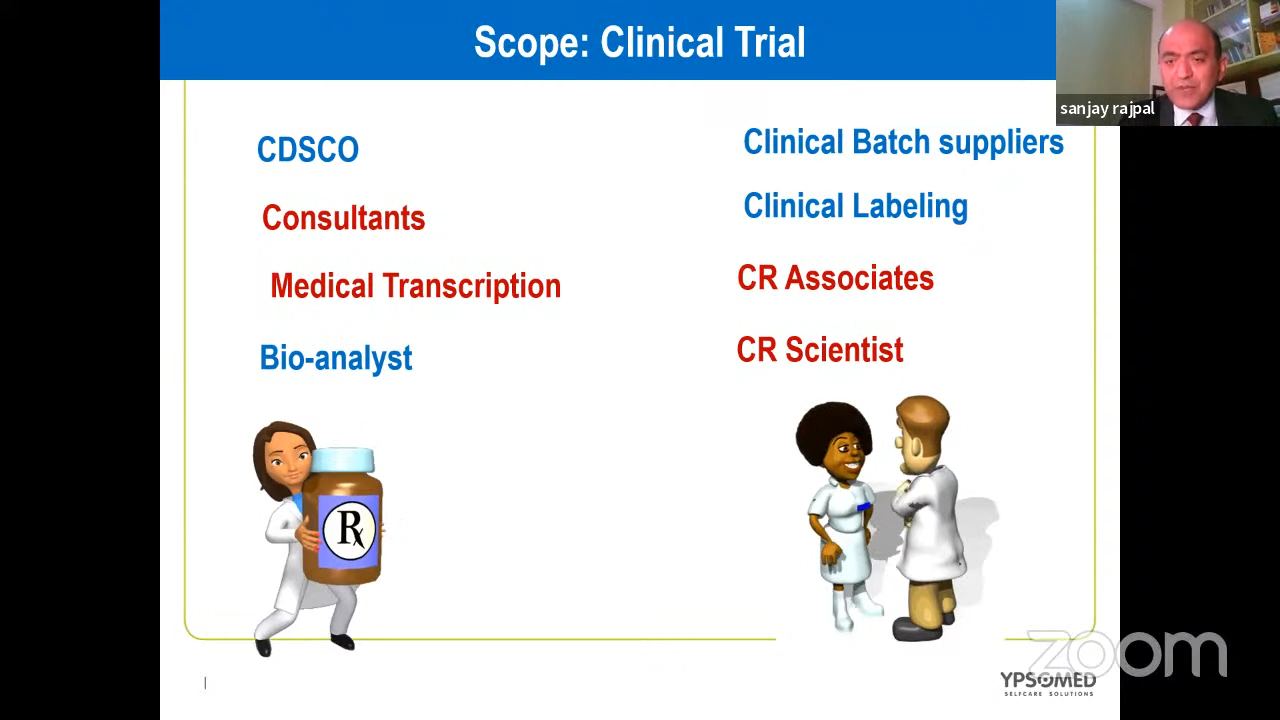 Scope: Clinical Trial
sanjay rajpal
CDSCO
Consultants
Medical Transcription
Bio-analyst
Clinical Batch suppliers
Clinical Labeling
CR Associates
CR Scientist
Rx
zoom
YPSOMED
SELFCARE SOLUTIONS